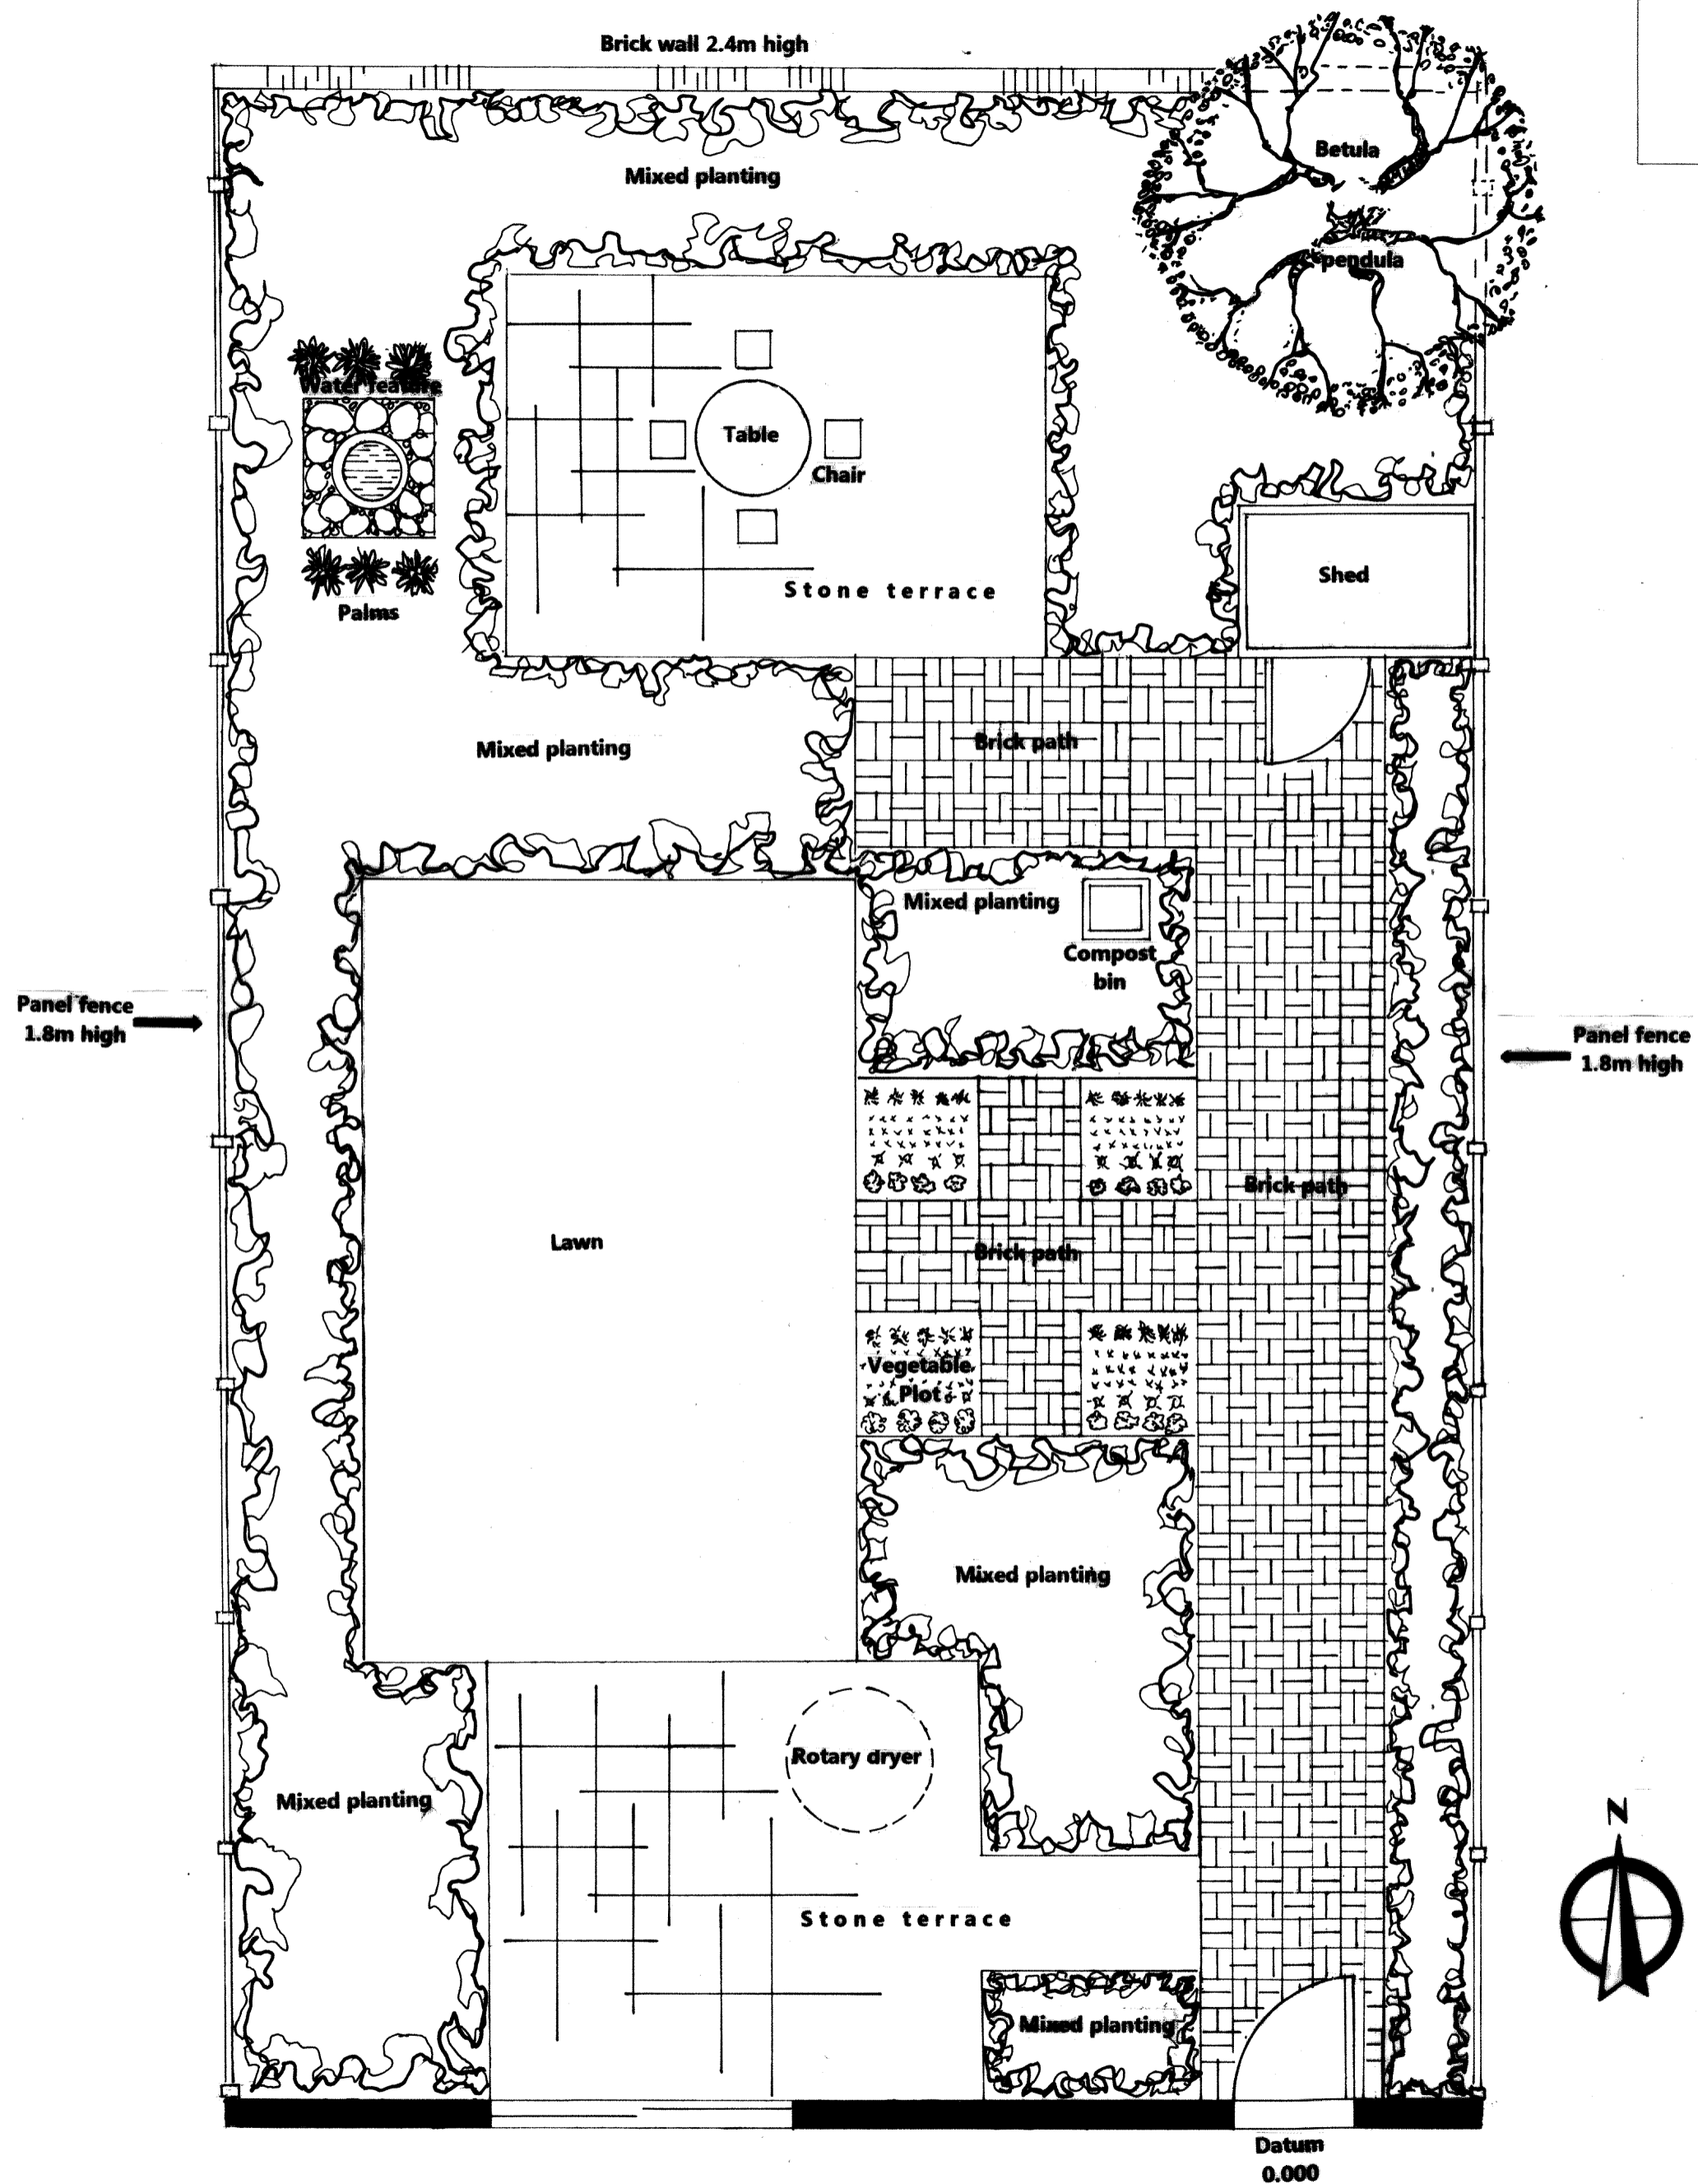 Brick wall 2.4m high
Betula
Mixed planting
pendula
Water feature
Table
Chair
Shed
Stone terrace
Palms
Brick path
Mixed planting
Mixed planting
Compost
bin
Panel fence
1.8m high
Panel fence
1.8m high
Brick path
Lawn
Brick path
Vegetable
Plot
Mixed planting
Rotary dryer
Mixed planting
N
Stone terrace
Mixed planting
Datum
0.000